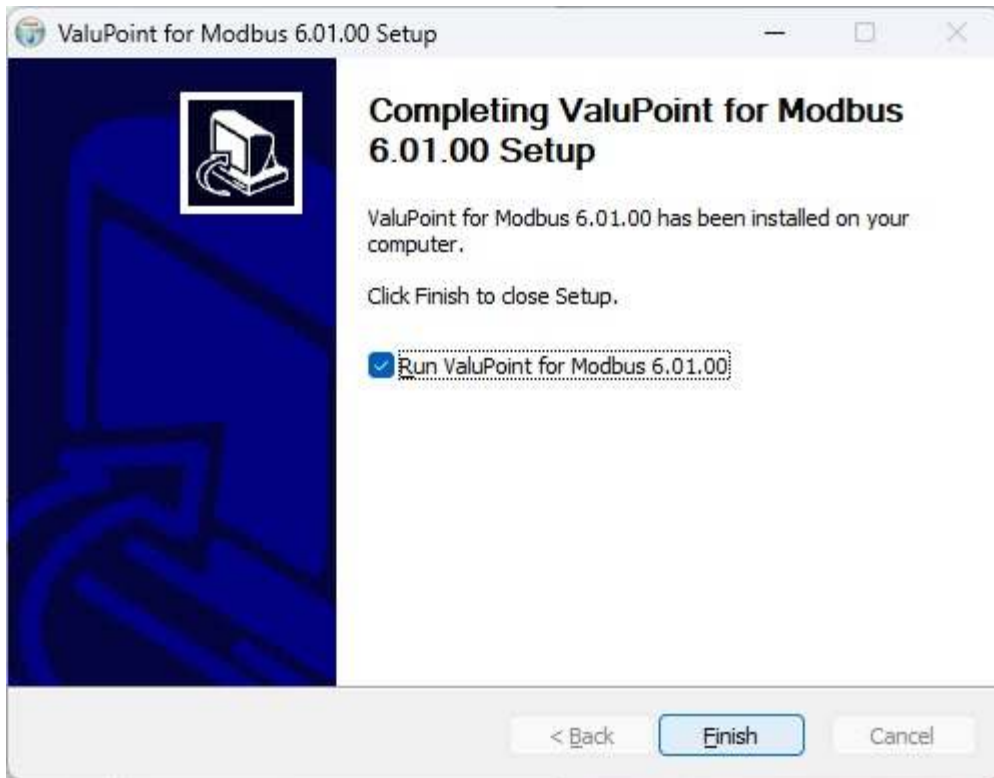 ValuPoint for Modbus 6.01.00 Setup
Completing ValuPoint for Modbus
6.01.00 Setup
ValuPoint for Modbus 6.01.00 has been installed on your
computer.
Click Finish to close Setup.
Run ValuPoint for Modbus 6.01.00
< Back Finish Cancel